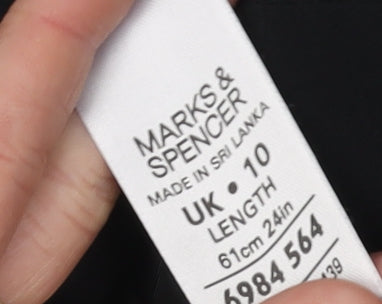 MARKS &
SPENCER
MADE IN SRI LANKA
UK • 10
LENGTH
61cm 24in
6984 564